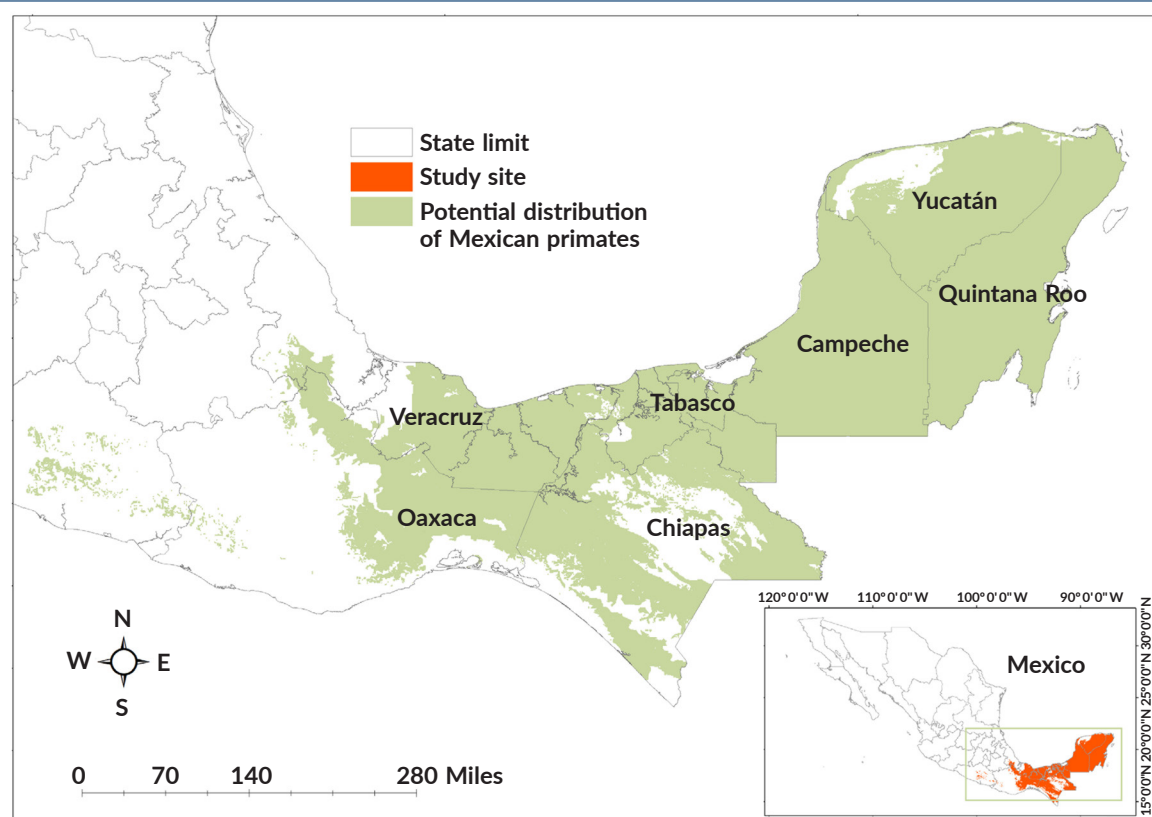 State limit
Study site
Potential distribution
of Mexican primates
Yucatán
Quintana Roo
Campeche
Tabasco
Veracruz
Oaxaca
Chiapas
N
W E
S
0 70 140 280 Miles
120°0'0"W 110°0'0"W 100°0'0"W 90°0'0"W
Mexico
15°0'0"N 20°0'0"N 25°0'0"N 30°0'0"N